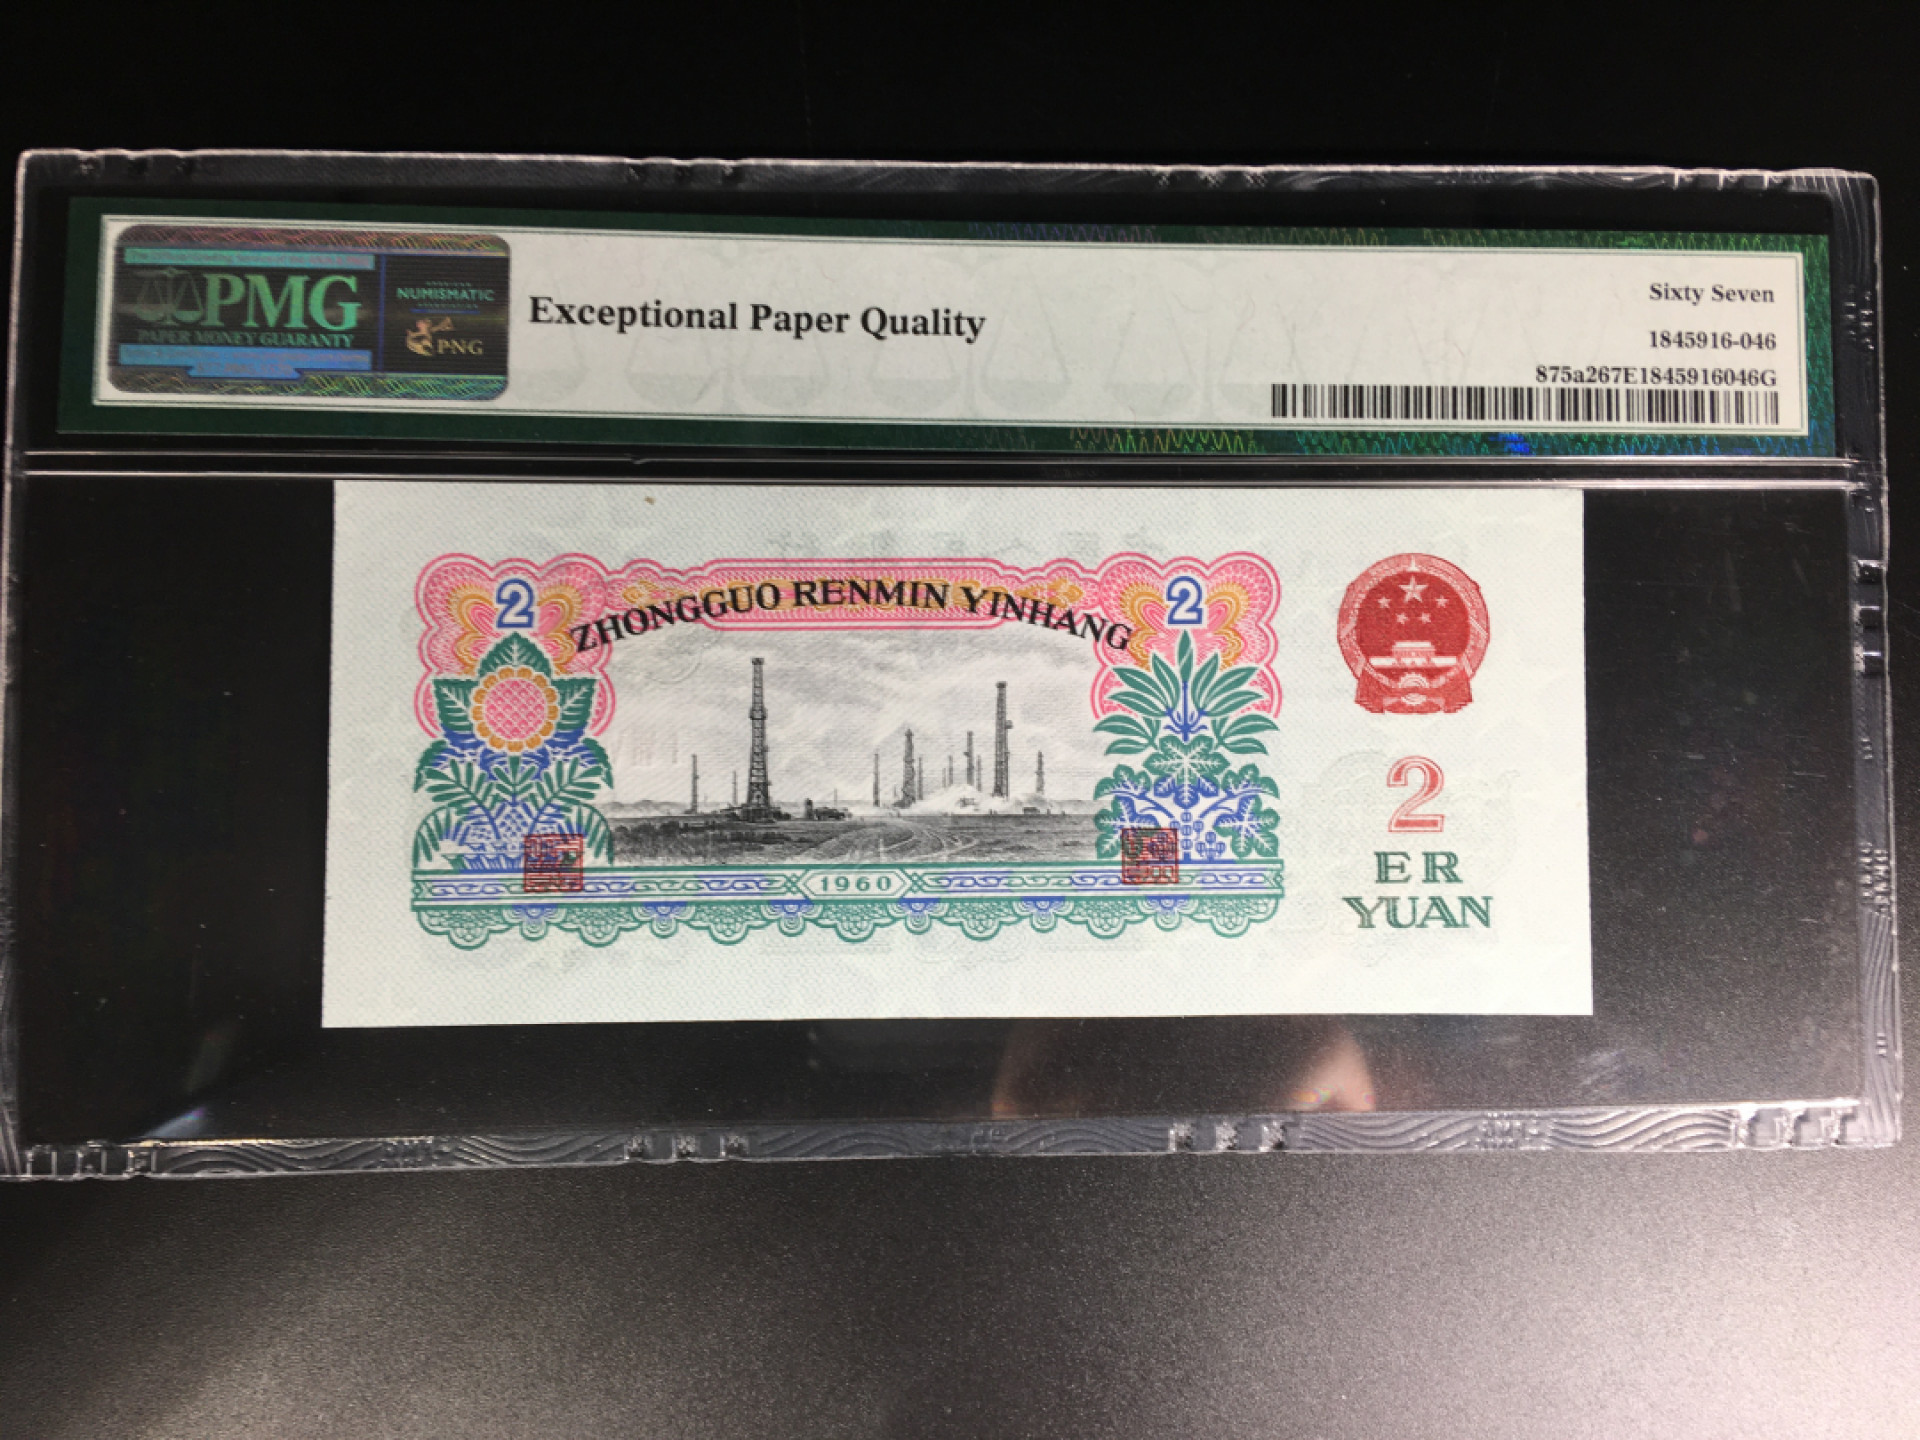 PMG
PAPER MONEY GUARANTY
NUMISMATIC
PNG
Exceptional Paper Quality
Sixty Seven
1845916-046
875a267E1845916046G
2
ZHONGGUO RENMIN YINHANG
2
1960
2
ER
YUAN